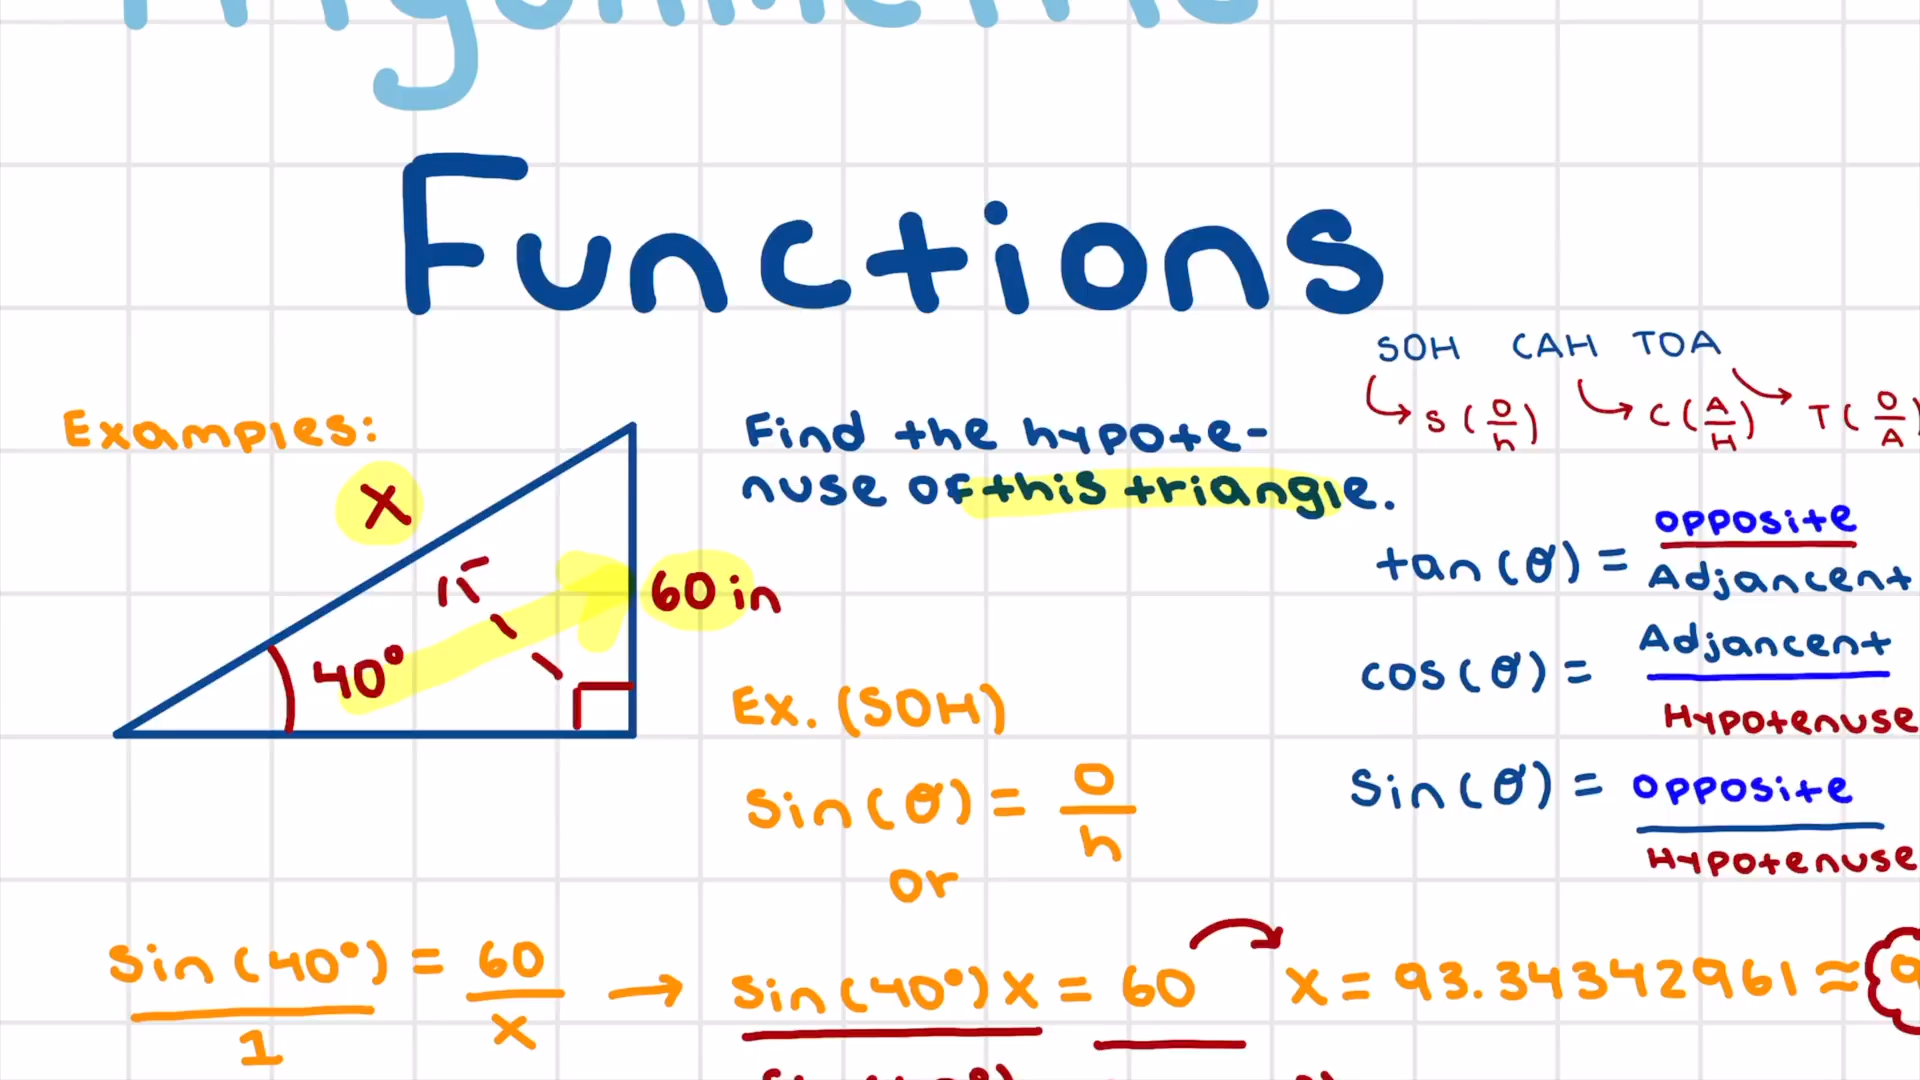 Functions
SOH CAH TOA
S(O/h) C(A/H) T(O/A)
Examples:
x
40°
60 in
Find the hypote-
nuse of this triangle.
tan(θ) = opposite/Adjancent
cos(θ) = Adjancent/Hypotenuse
Sin(θ) = opposite/Hypotenuse
Ex. (SOH)
Sin(θ) = O/h
or
Sin(40°)/1 = 60/x → Sin(40°)x = 60 x = 93.34342961 ≈